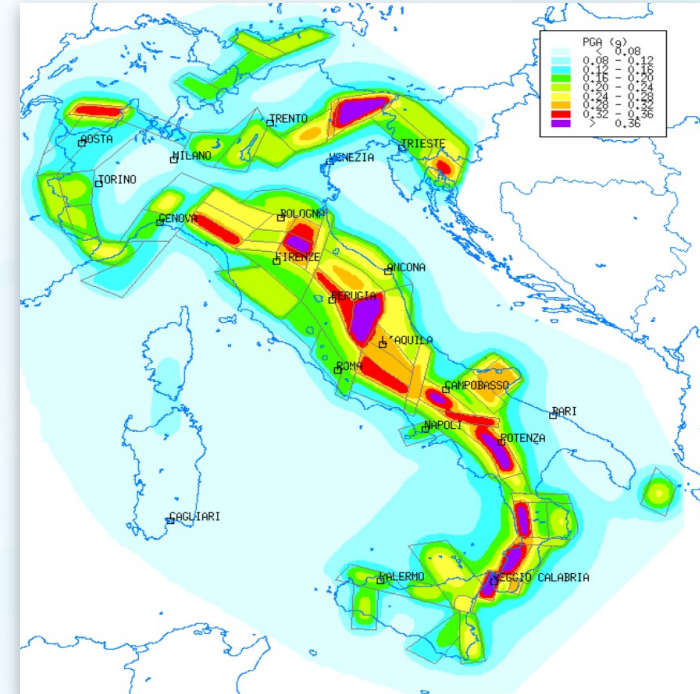 PGA (g)
< 0.08
0.08 - 0.12
0.12 - 0.16
0.16 - 0.20
0.20 - 0.24
0.24 - 0.28
0.28 - 0.32
0.32 - 0.36
> 0.36
TRENTO
AOSTA
TRIESTE
MILANO
VENEZIA
TORINO
BOLOGNA
GENOVA
FIRENZE
ANCONA
PERUGIA
L'AQUILA
ROMA
CAMPOBASSO
BARI
NAPOLI
POTENZA
CAGLIARI
PALERMO
REGGIO CALABRIA